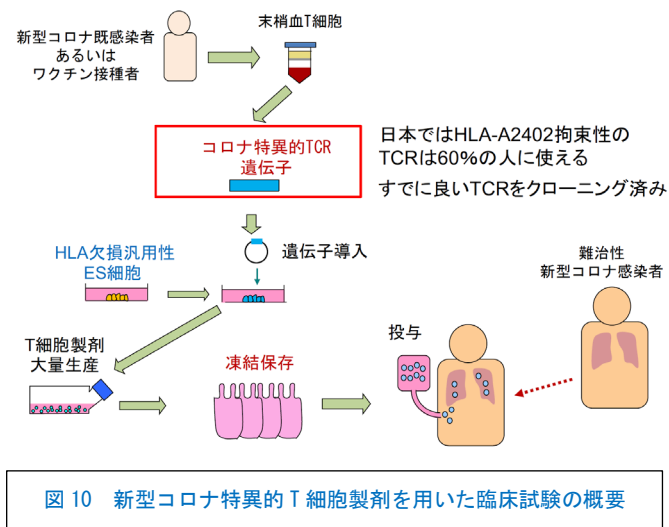 新型コロナ既感染者
あるいは
ワクチン接種者
末梢血T細胞
コロナ特異的TCR
遺伝子
日本ではHLA-A2402拘束性の
TCRは60%の人に使える
すでに良いTCRをクローニング済み
HLA欠損汎用性
ES細胞
遺伝子導入
難治性
新型コロナ感染者
T細胞製剤
大量生産
凍結保存
投与
図 10 新型コロナ特異的 T 細胞製剤を用いた臨床試験の概要